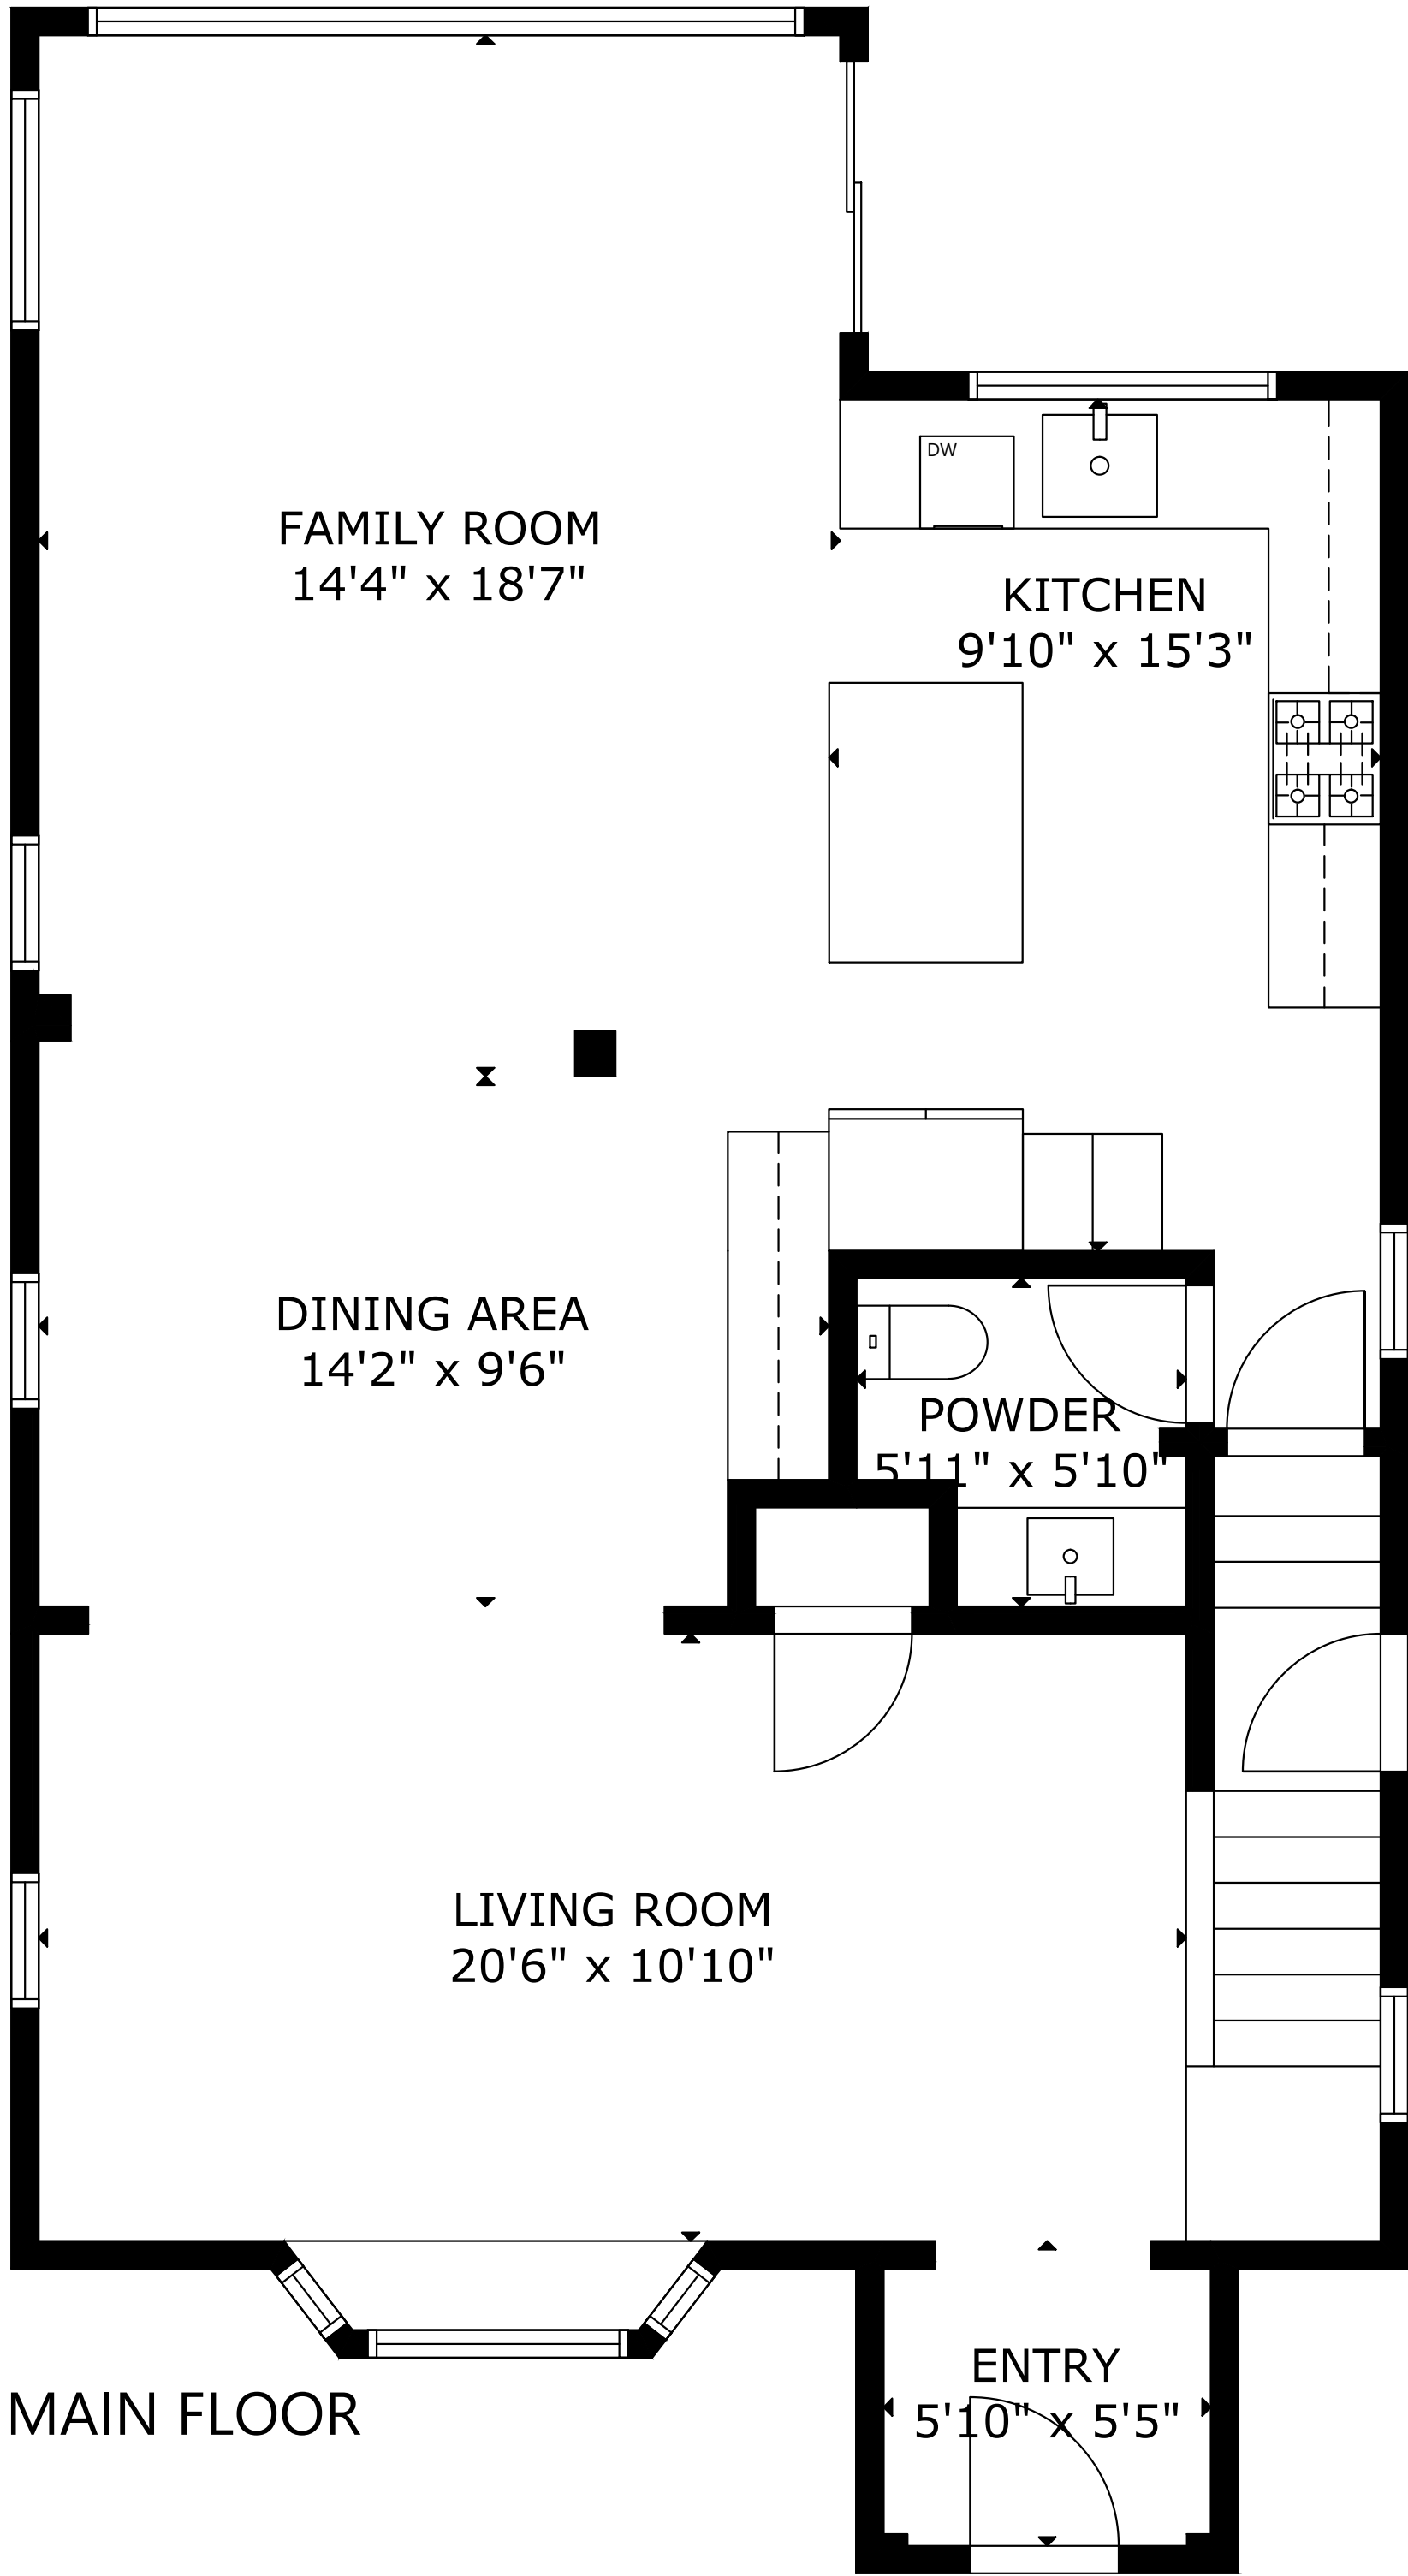 DW
FAMILY ROOM
14'4" x 18'7"
KITCHEN
9'10" x 15'3"
DINING AREA
14'2" x 9'6"
POWDER
5'11" x 5'10"
LIVING ROOM
20'6" x 10'10"
ENTRY
5'10" x 5'5"
MAIN FLOOR